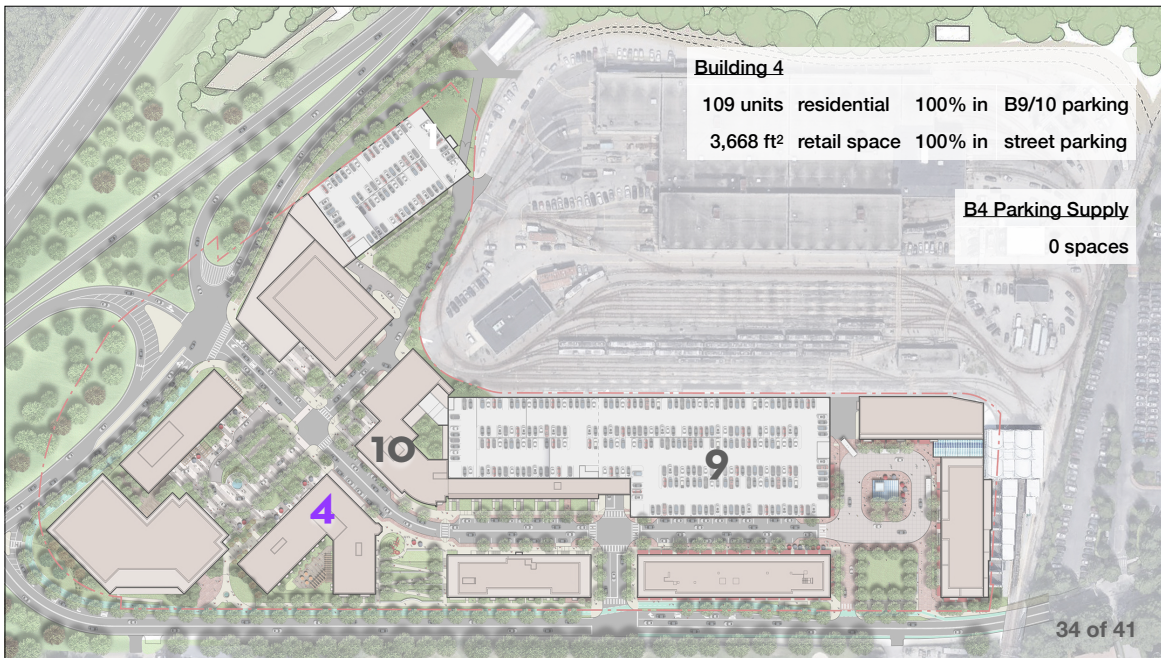 Building 4
109 units residential 100% in B9/10 parking
3,668 ft² retail space 100% in street parking
B4 Parking Supply
0 spaces
1
10
9
4
34 of 41